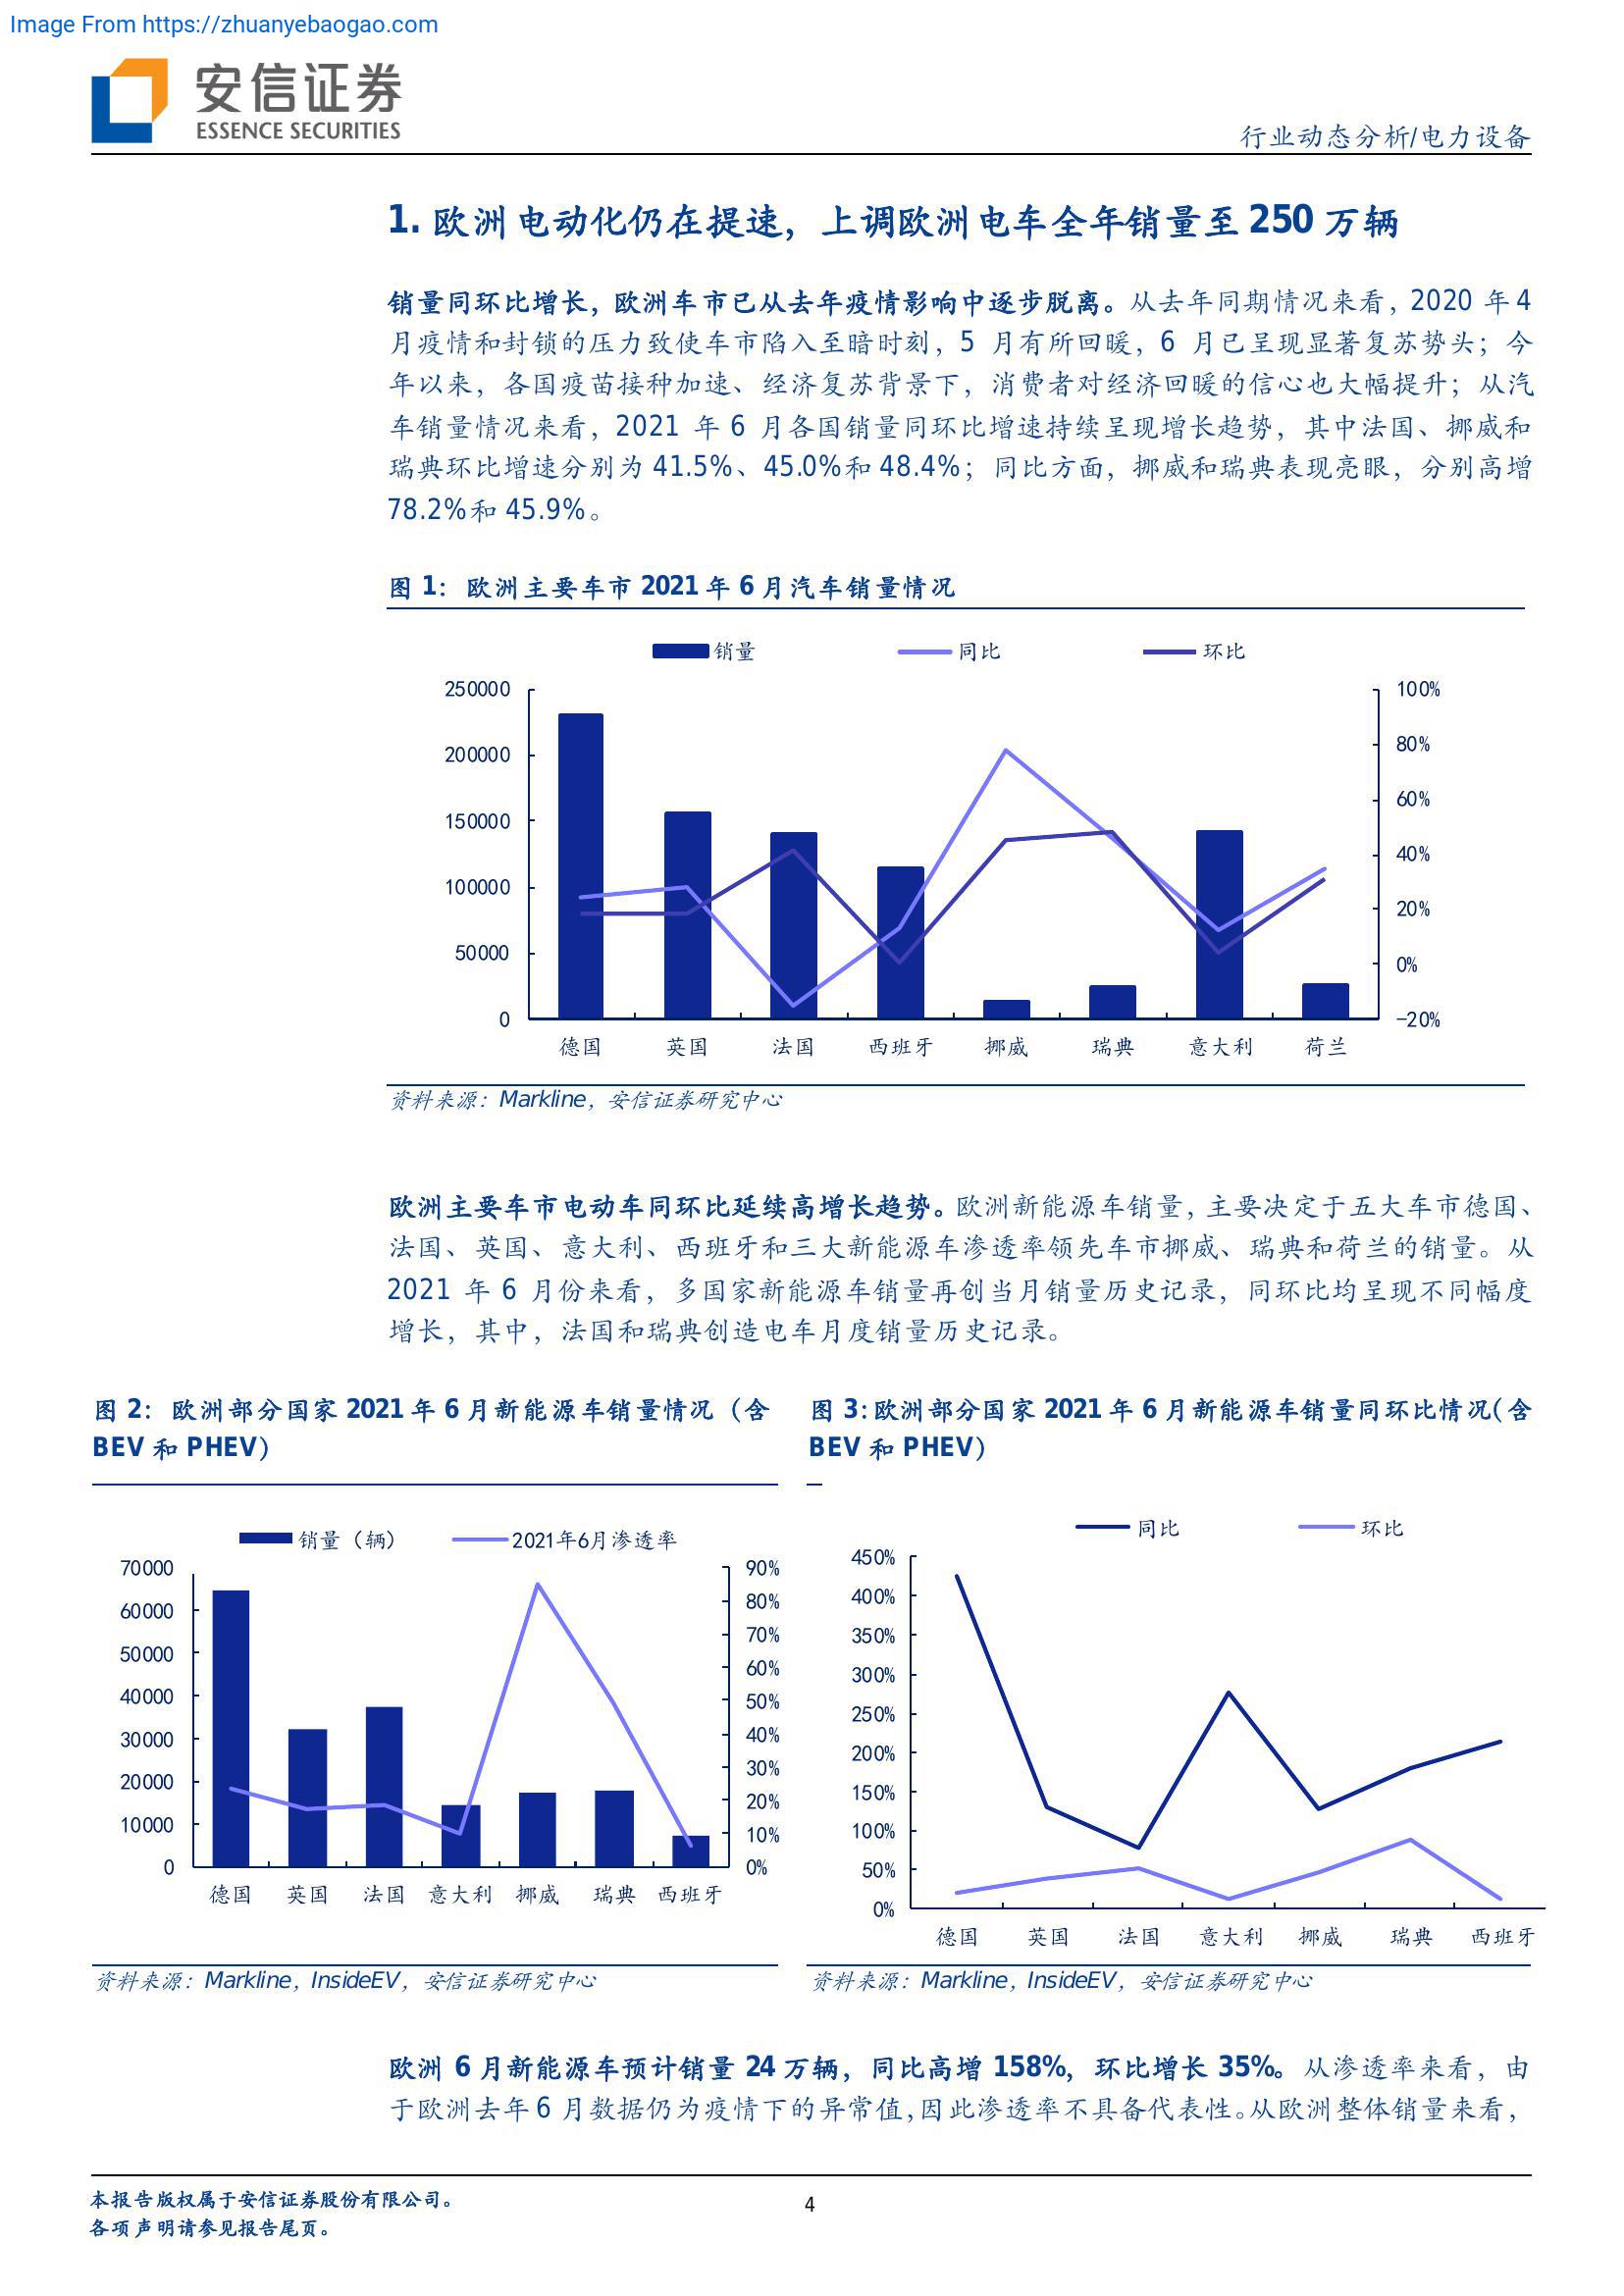 Image From https://zhuanyebaogao.com
安信证券
ESSENCE SECURITIES
行业动态分析/电力设备
1. 欧洲电动化仍在提速，上调欧洲电车全年销量至 250 万辆
销量同环比增长，欧洲车市已从去年疫情影响中逐步脱离。从去年同期情况来看，2020 年 4
月疫情和封锁的压力致使车市陷入至暗时刻，5 月有所回暖，6 月已呈现显著复苏势头；今
年以来，各国疫苗接种加速、经济复苏背景下，消费者对经济回暖的信心也大幅提升；从汽
车销量情况来看，2021 年 6 月各国销量同环比增速持续呈现增长趋势，其中法国、挪威和
瑞典环比增速分别为 41.5%、45.0%和 48.4%；同比方面，挪威和瑞典表现亮眼，分别高增
78.2%和 45.9%。
图 1：欧洲主要车市 2021 年 6 月汽车销量情况
销量 同比 环比
250000 100%
200000 80%
150000 60%
100000 40%
50000 20%
0 0%
-20%
德国 英国 法国 西班牙 挪威 瑞典 意大利 荷兰
资料来源：Markline，安信证券研究中心
欧洲主要车市电动车同环比延续高增长趋势。欧洲新能源车销量，主要决定于五大车市德国、
法国、英国、意大利、西班牙和三大新能源车渗透率领先车市挪威、瑞典和荷兰的销量。从
2021 年 6 月份来看，多国家新能源车销量再创当月销量历史记录，同环比均呈现不同幅度
增长，其中，法国和瑞典创造电车月度销量历史记录。
图 2：欧洲部分国家 2021 年 6 月新能源车销量情况（含
BEV 和 PHEV）
销量（辆） 2021年6月渗透率
70000 90%
60000 80%
50000 70%
40000 60%
30000 50%
20000 40%
10000 30%
0 20%
10%
0%
德国 英国 法国 意大利 挪威 瑞典 西班牙
资料来源：Markline，InsideEV，安信证券研究中心
图 3:欧洲部分国家 2021 年 6 月新能源车销量同环比情况(含
BEV 和 PHEV）
同比 环比
450%
400%
350%
300%
250%
200%
150%
100%
50%
0%
德国 英国 法国 意大利 挪威 瑞典 西班牙
资料来源：Markline，InsideEV，安信证券研究中心
欧洲 6 月新能源车预计销量 24 万辆，同比高增 158%，环比增长 35%。从渗透率来看，由
于欧洲去年 6 月数据仍为疫情下的异常值,因此渗透率不具备代表性。从欧洲整体销量来看，
本报告版权属于安信证券股份有限公司。
各项声明请参见报告尾页。
4